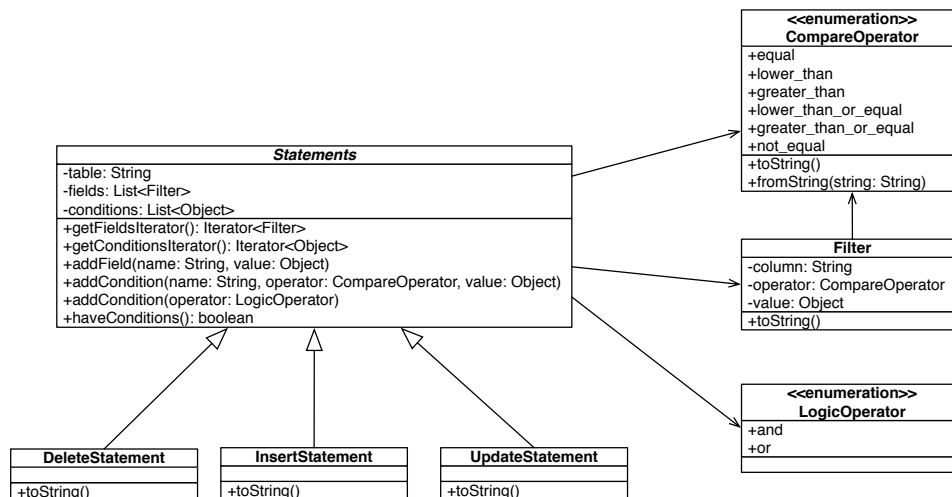 <<enumeration>>
CompareOperator
+equal
+lower_than
+greater_than
+lower_than_or_equal
+greater_than_or_equal
+not_equal
+toString()
+fromString(string: String)
Statements
-table: String
-fields: List<Filter>
-conditions: List<Object>
+getFieldsIterator(): Iterator<Filter>
+getConditionsIterator(): Iterator<Object>
+addField(name: String, value: Object)
+addCondition(name: String, operator: CompareOperator, value: Object)
+addCondition(operator: LogicOperator)
+haveConditions(): boolean
Filter
-column: String
-operator: CompareOperator
-value: Object
+toString()
<<enumeration>>
LogicOperator
+and
+or
DeleteStatement
+toString()
InsertStatement
+toString()
UpdateStatement
+toString()